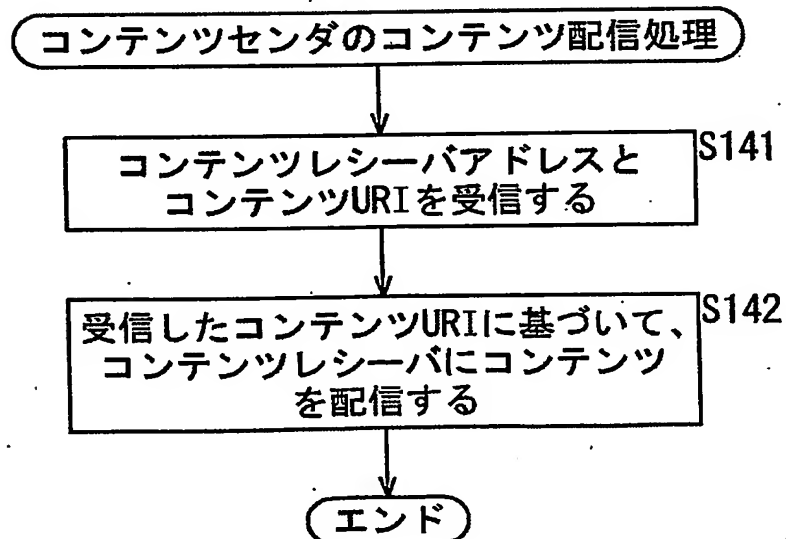 コンテンツセンダのコンテンツ配信処理
コンテンツレシーバアドレスと
コンテンツURIを受信する
S141
受信したコンテンツURIに基づいて、
コンテンツレシーバにコンテンツ
を配信する
S142
エンド